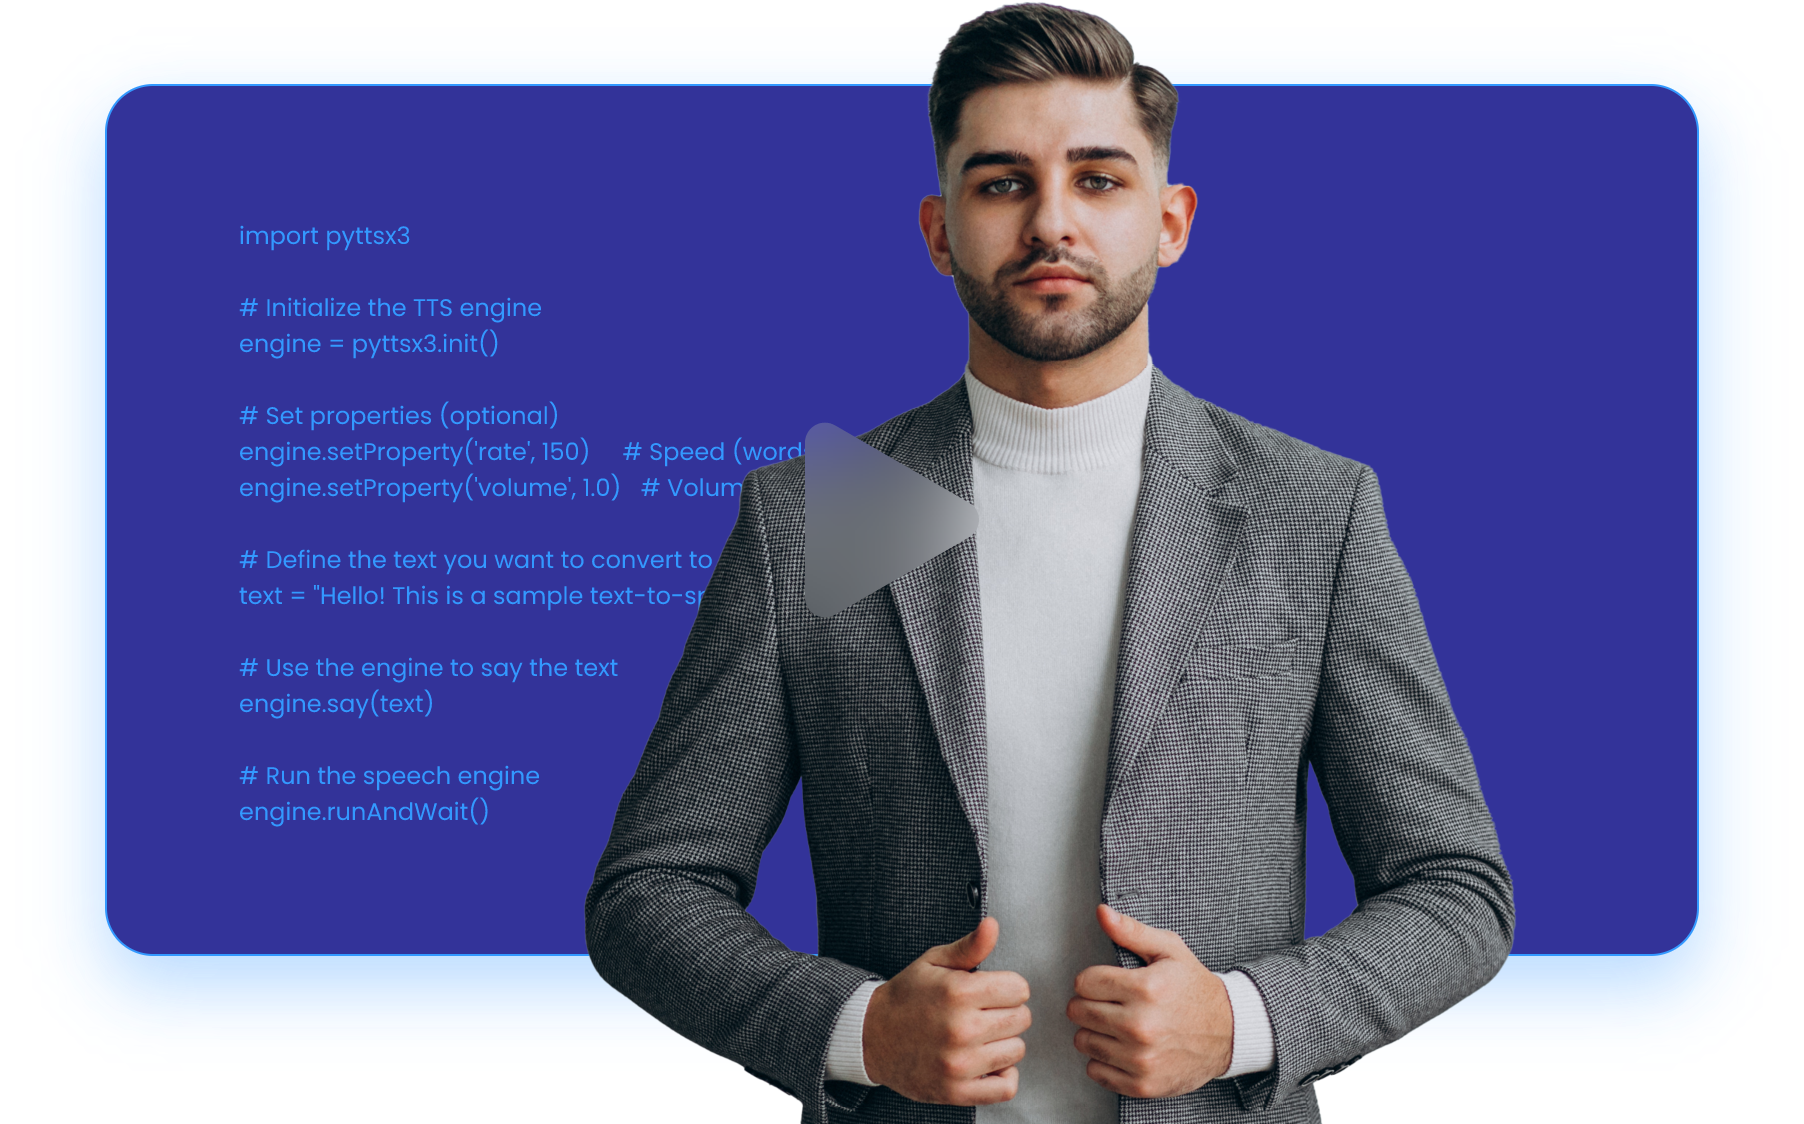 import pyttsx3
# Initialize the TTS engine
engine = pyttsx3.init()
# Set properties (optional)
engine.setProperty('rate', 150)     # Speed (word
engine.setProperty('volume', 1.0)   # Volum
# Define the text you want to convert to
text = "Hello! This is a sample text-to-sp
# Use the engine to say the text
engine.say(text)
# Run the speech engine
engine.runAndWait()